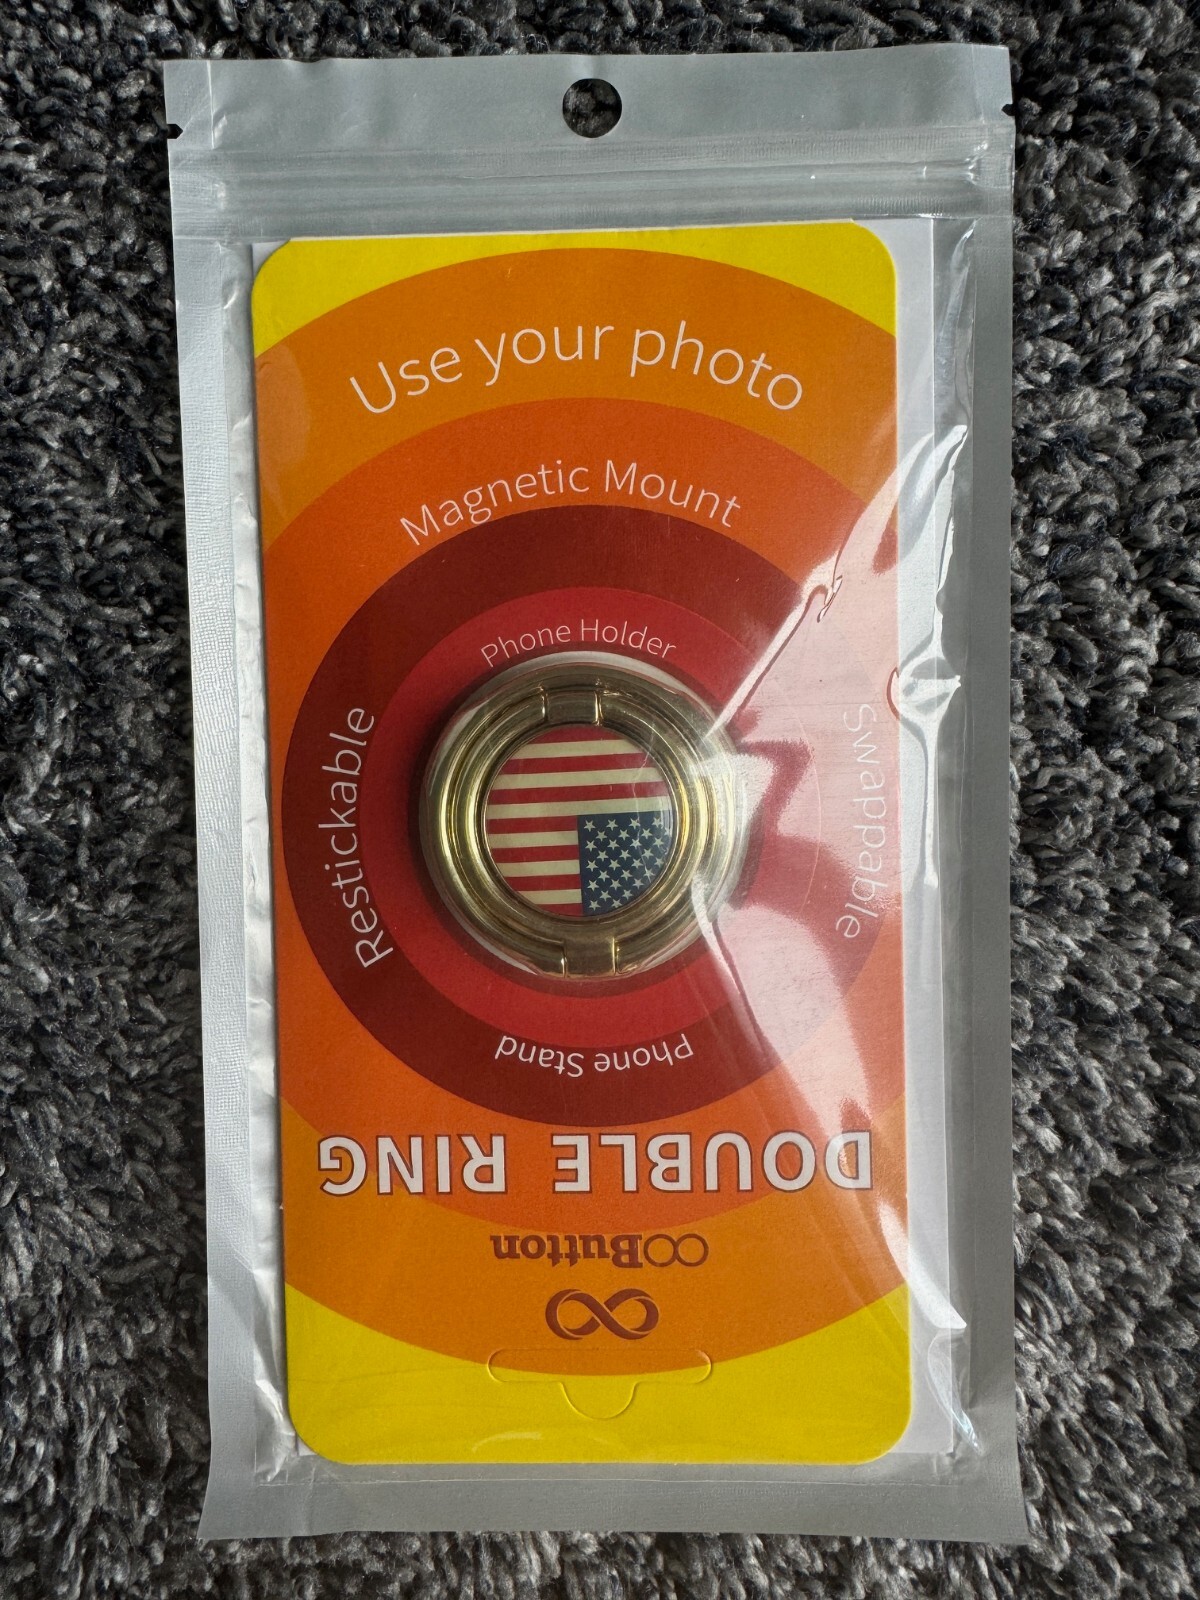 Use your photo
Magnetic Mount
Phone Holder
Restickable
Swappable
Phone Stand
DOUBLE RING
Button